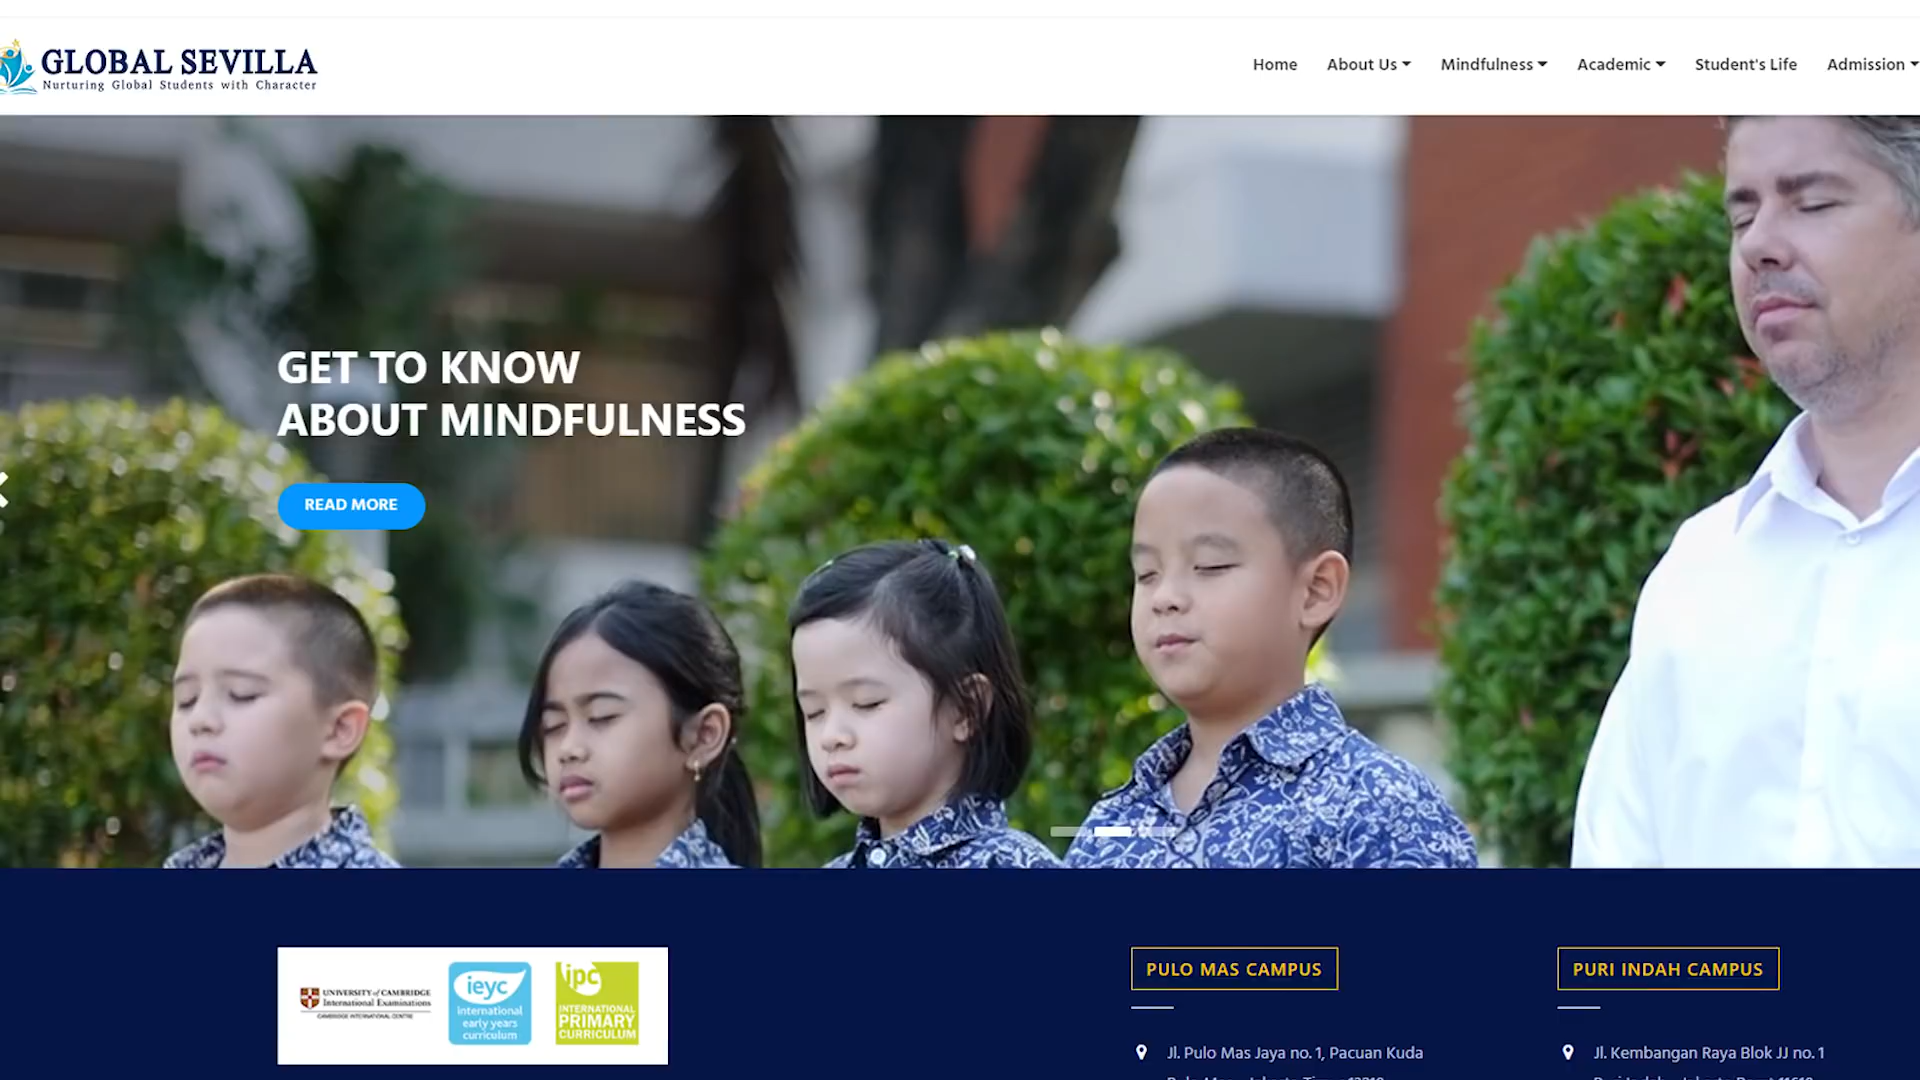 GLOBAL SEVILLA
Nurturing Global Students with Character
Home About Us Mindfulness Academic Student's Life Admission
GET TO KNOW
ABOUT MINDFULNESS
READ MORE
UNIVERSITY of CAMBRIDGE
International Examinations
CAMBRIDGE INTERNATIONAL CENTRE
ieyc
international
early years
curriculum
ipc
INTERNATIONAL
PRIMARY
CURRICULUM
PULO MAS CAMPUS
Jl. Pulo Mas Jaya no. 1, Pacuan Kuda
PURI INDAH CAMPUS
Jl. Kembangan Raya Blok JJ no. 1